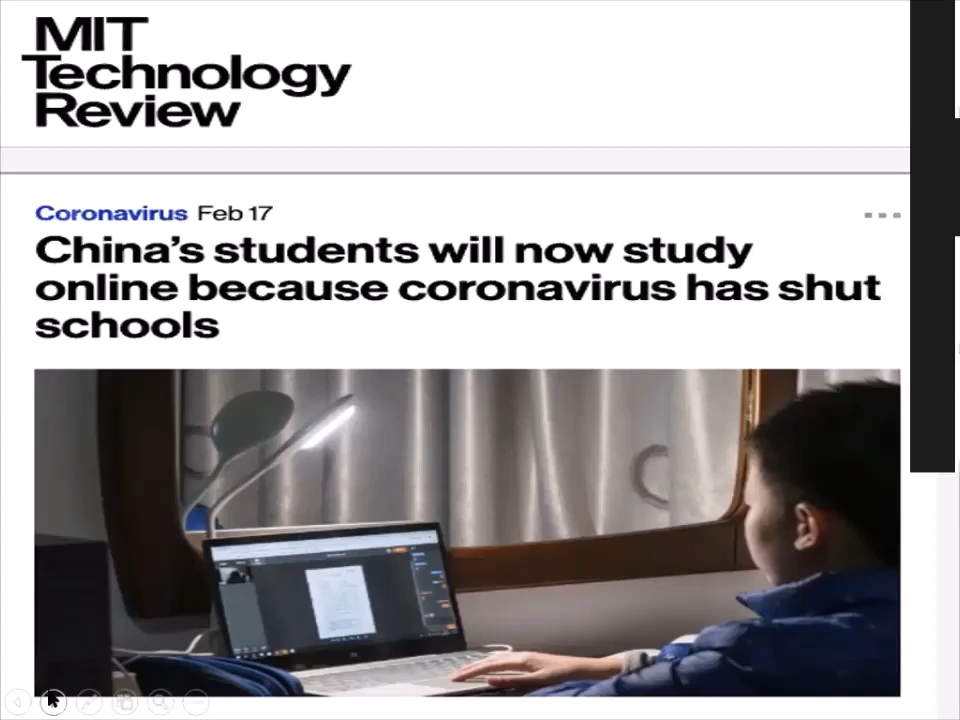 MIT
Technology
Review
Coronavirus Feb 17
China’s students will now study
online because coronavirus has shut
schools